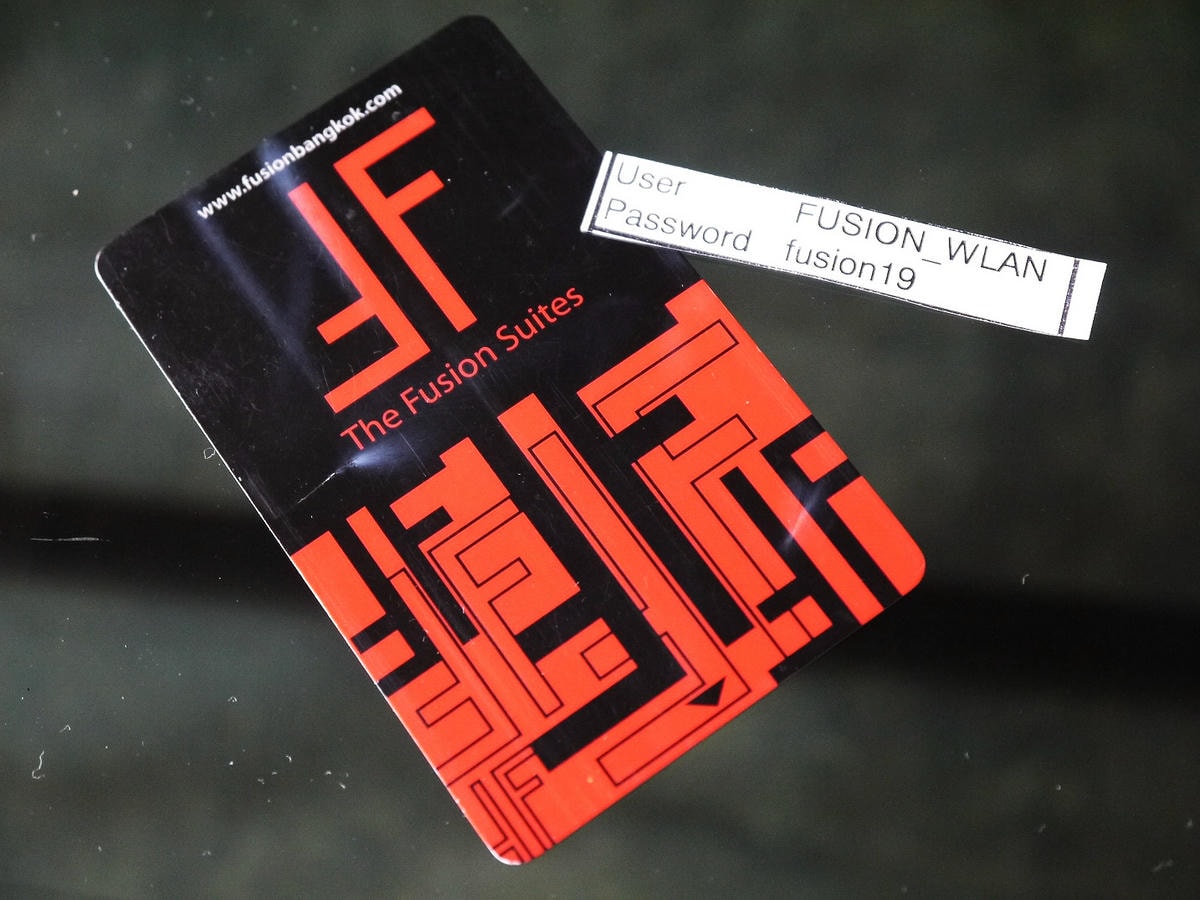 www.fusionbangkok.com
The Fusion Suites
User FUSION_WLAN
Password fusion19